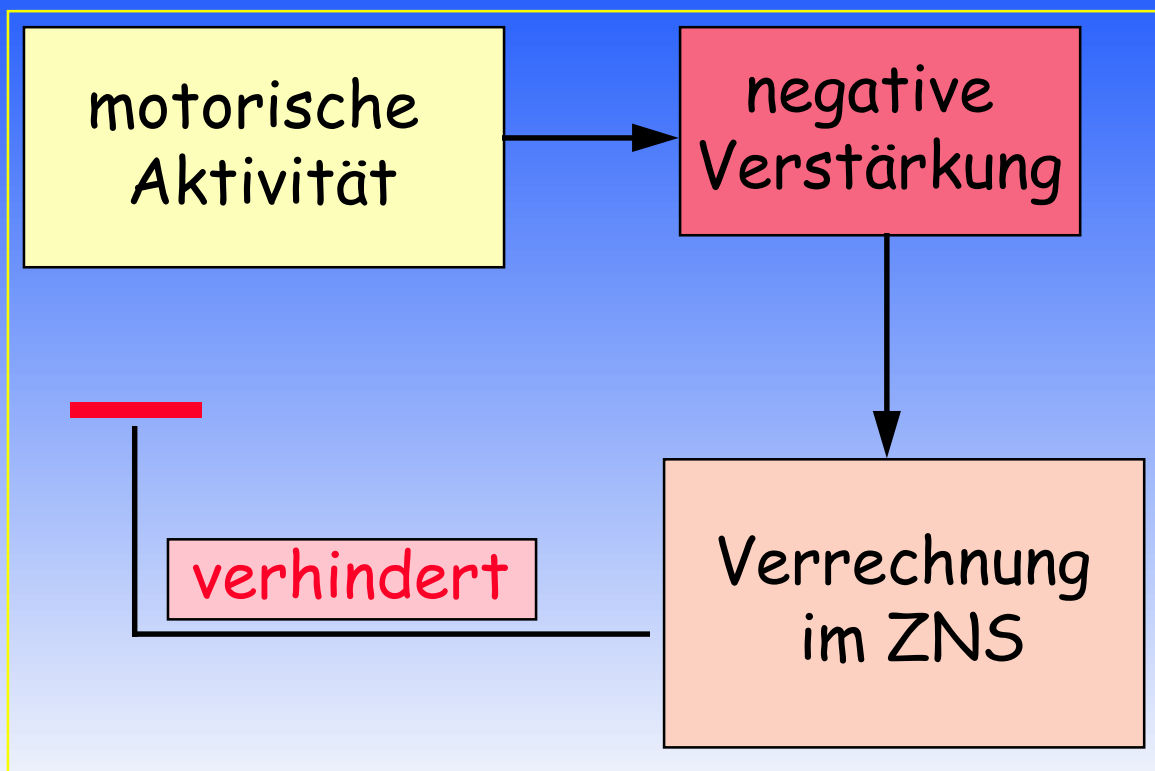 motorische
Aktivität
negative
Verstärkung
Verrechnung
im ZNS
verhindert